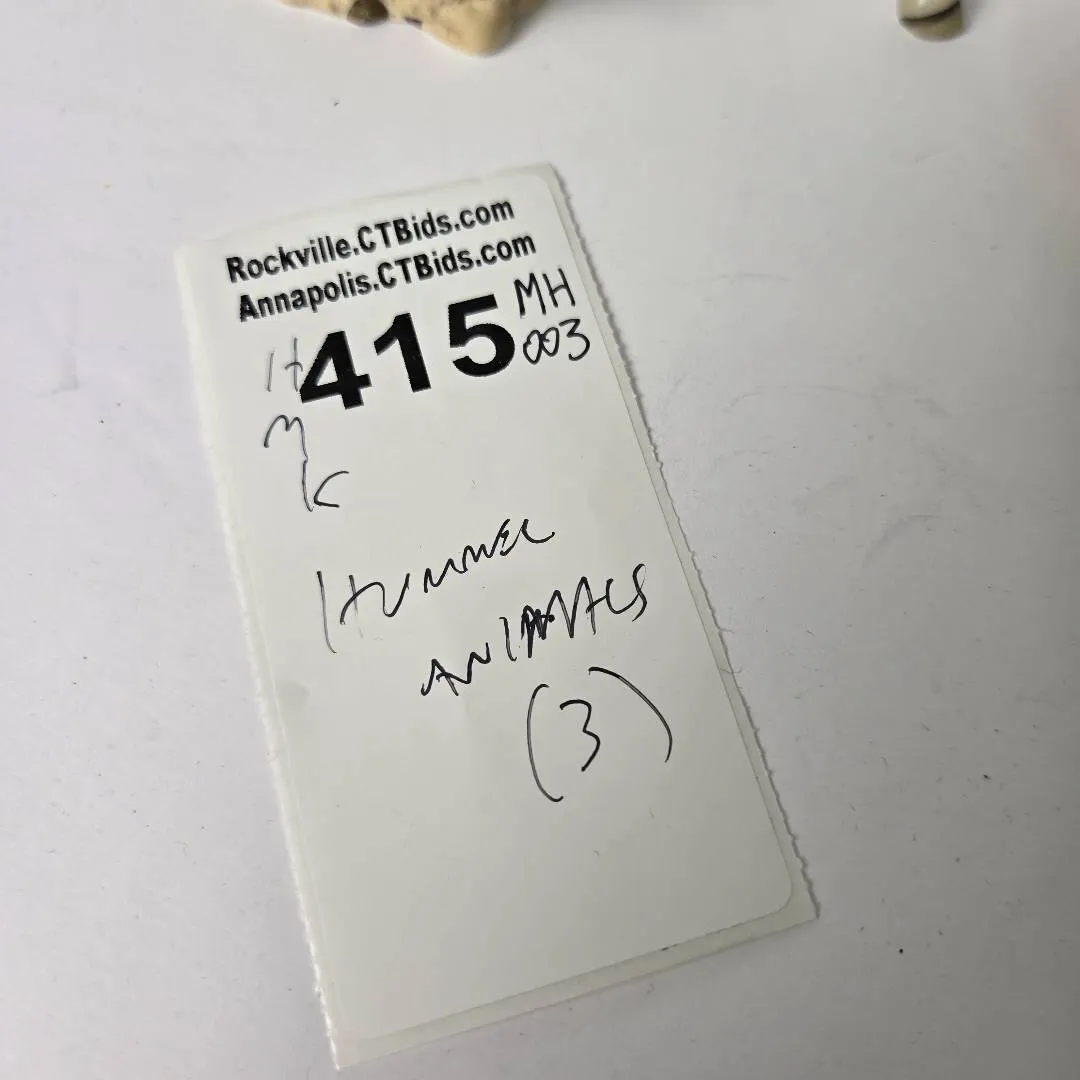 Rockville.CTBids.com
Annapolis.CTBids.com
415 MH
003
H
M
K
HUMMEL
ANIMALS
(3)